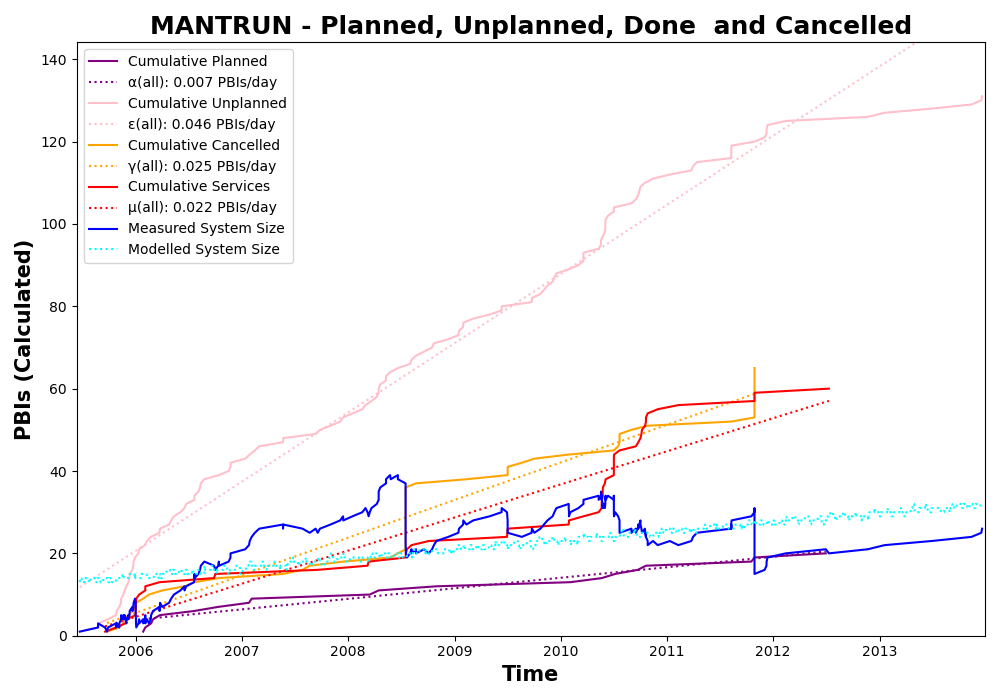 MANTRUN - Planned, Unplanned, Done  and Cancelled
Cumulative Planned
α(all): 0.007 PBIs/day
Cumulative Unplanned
ε(all): 0.046 PBIs/day
Cumulative Cancelled
γ(all): 0.025 PBIs/day
Cumulative Services
μ(all): 0.022 PBIs/day
Measured System Size
Modelled System Size
PBIs (Calculated)
140
120
100
80
60
40
20
0
2006 2007 2008 2009 2010 2011 2012 2013
Time